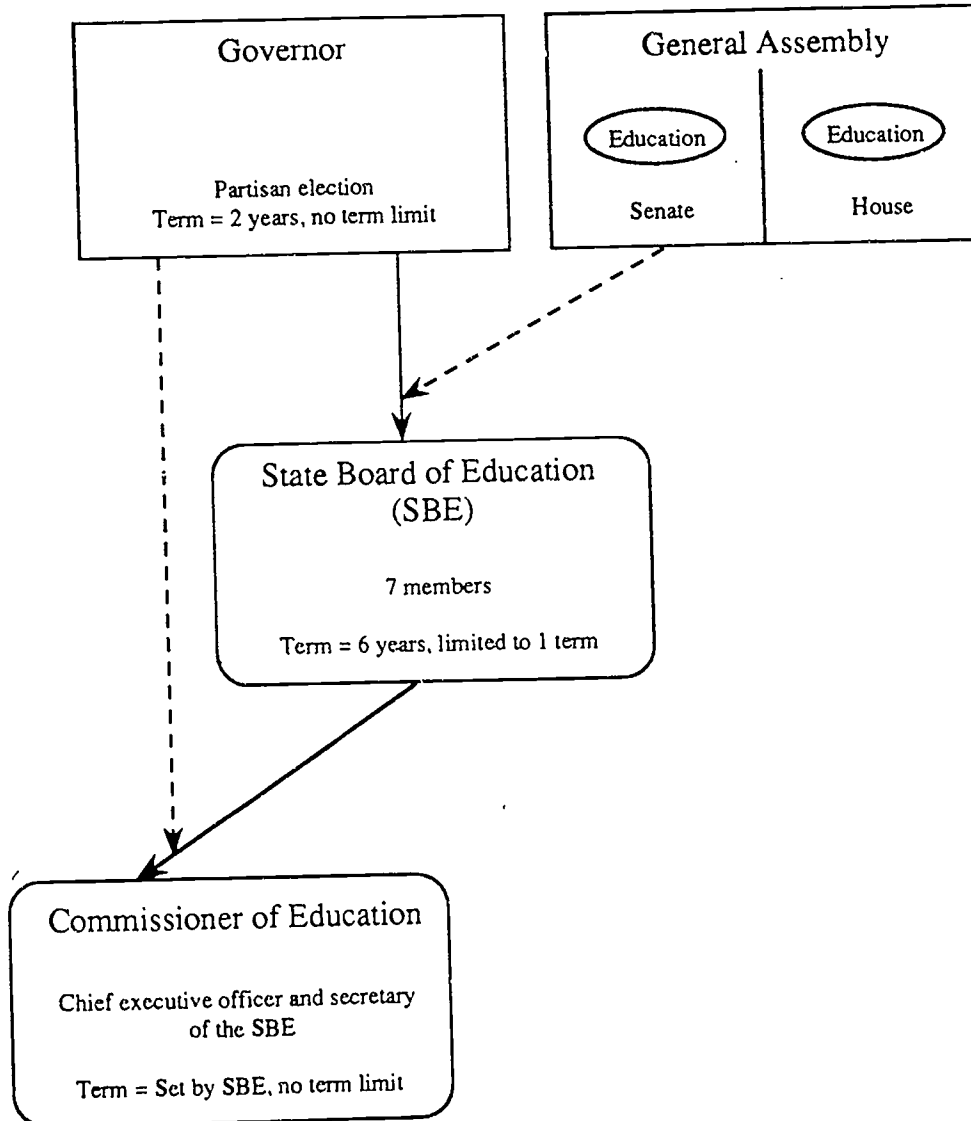 Governor
Partisan election
Term = 2 years, no term limit
General Assembly
Education
Senate
Education
House
State Board of Education
(SBE)
7 members
Term = 6 years, limited to 1 term
Commissioner of Education
Chief executive officer and secretary
of the SBE
Term = Set by SBE, no term limit